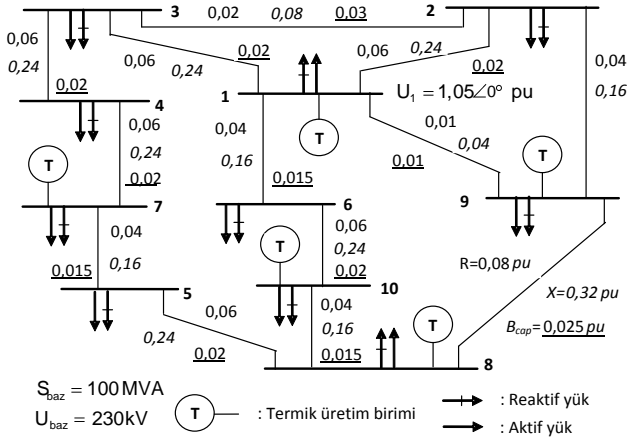 3
0,02 0,08 0,03
2
0,06
0,24
0,02
0,06
0,24
0,02
0,06
0,24
0,02
0,04
0,16
4
1
U₁ = 1,05∠0° pu
0,06
0,24
0,02
T
0,04
0,16
0,015
T
0,01
0,04
0,01
T
7
6
9
0,04
0,16
0,015
T
0,06
0,24
0,02
R=0,08 pu
X=0,32 pu
B_cap=0,025 pu
5
10
0,06
0,24
0,02
0,04
0,16
0,015
T
8
S_baz = 100 MVA
U_baz = 230 kV
T : Termik üretim birimi
: Reaktif yük
: Aktif yük